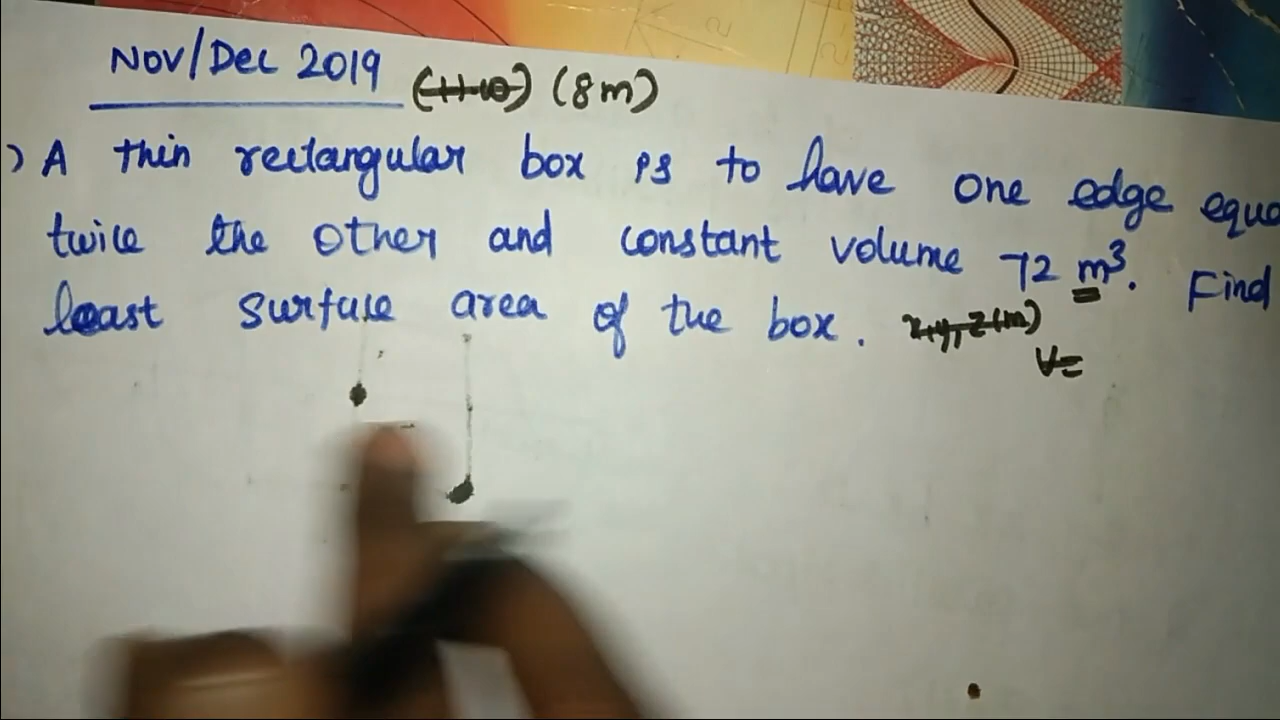 Nov/Dec 2019 (8m)
) A thin rectangular box is to have one edge equa
twice the other and constant volume 72 m³. Find
least surface area of the box. x,y,z (m)
V=